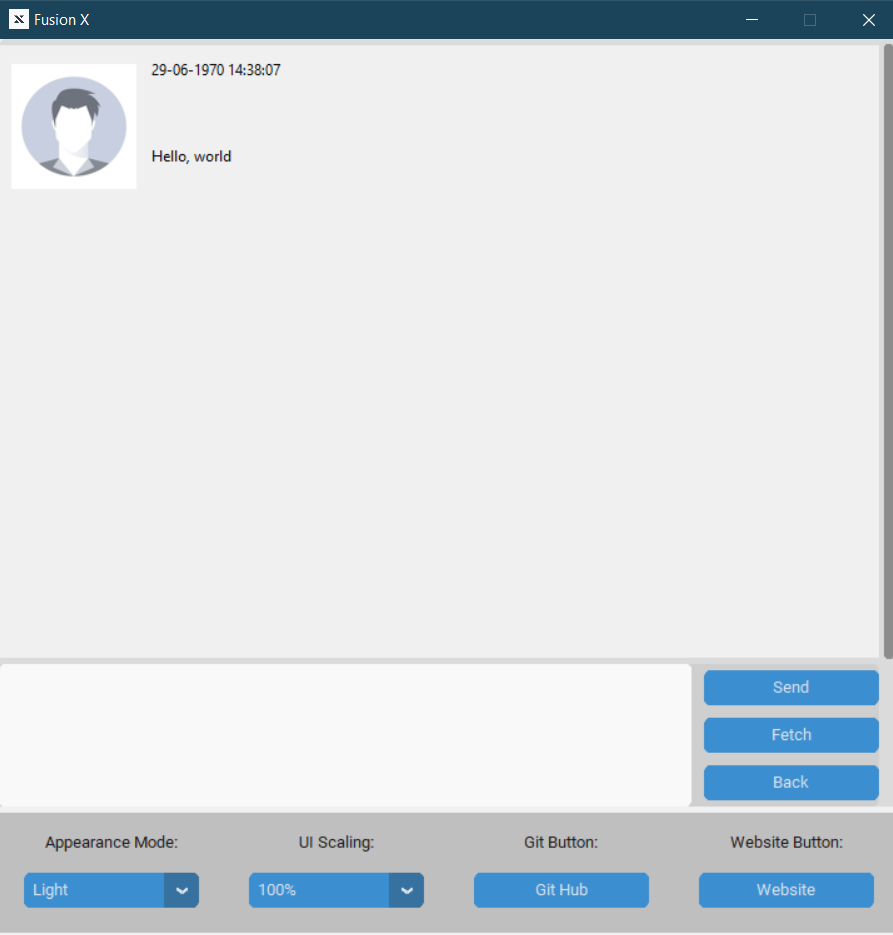 Fusion X
29-06-1970 14:38:07
Hello, world
Send
Fetch
Back
Appearance Mode: UI Scaling: Git Button: Website Button:
Light 100% Git Hub Website